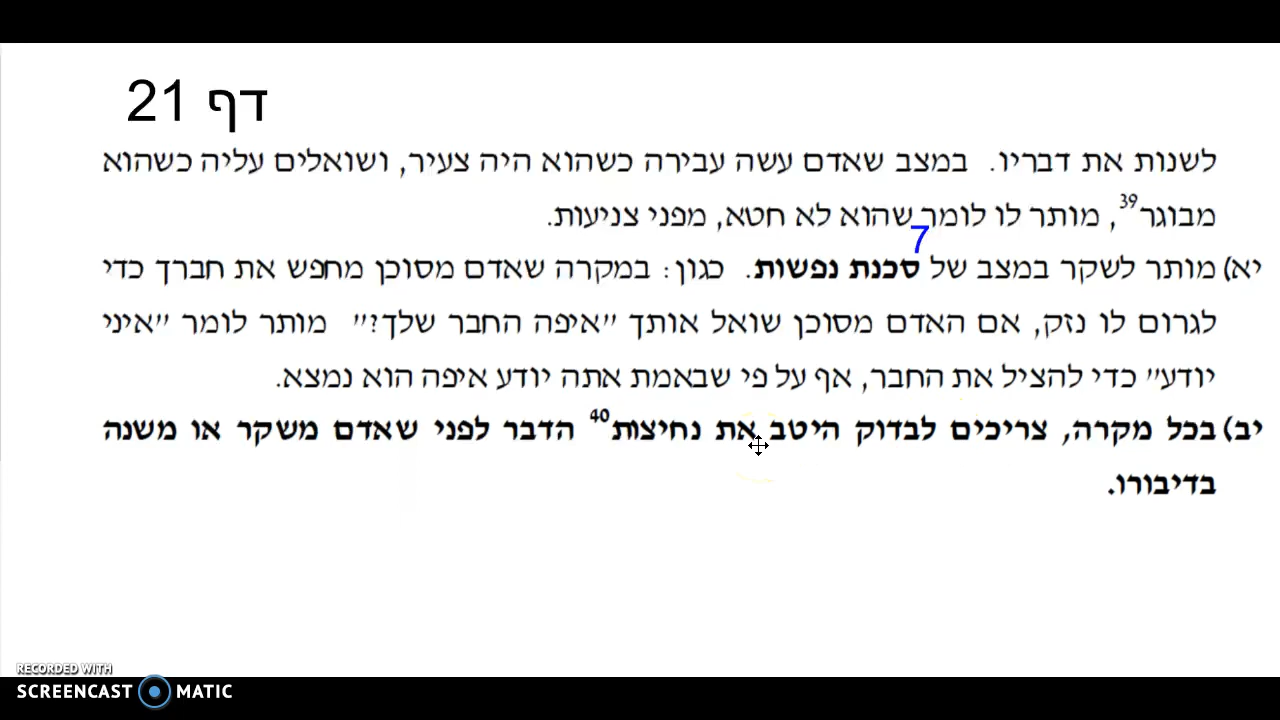 דף 21
לשנות את דבריו. במצב שאדם עשה עבירה כשהוא היה צעיר, ושואלים עליה כשהוא
מבוגר39, מותר לו לומר שהוא לא חטא, מפני צניעות.
7
יא) מותר לשקר במצב של סכנת נפשות. כגון: במקרה שאדם מסוכן מחפש את חברך כדי
לגרום לו נזק, אם האדם מסוכן שואל אותך "איפה החבר שלך?" מותר לומר "איני
יודע" כדי להציל את החבר, אף על פי שבאמת אתה יודע איפה הוא נמצא.
יב) בכל מקרה, צריכים לבדוק היטב את נחיצות40 הדבר לפני שאדם משקר או משנה
בדיבורו.
RECORDED WITH
SCREENCAST MATIC